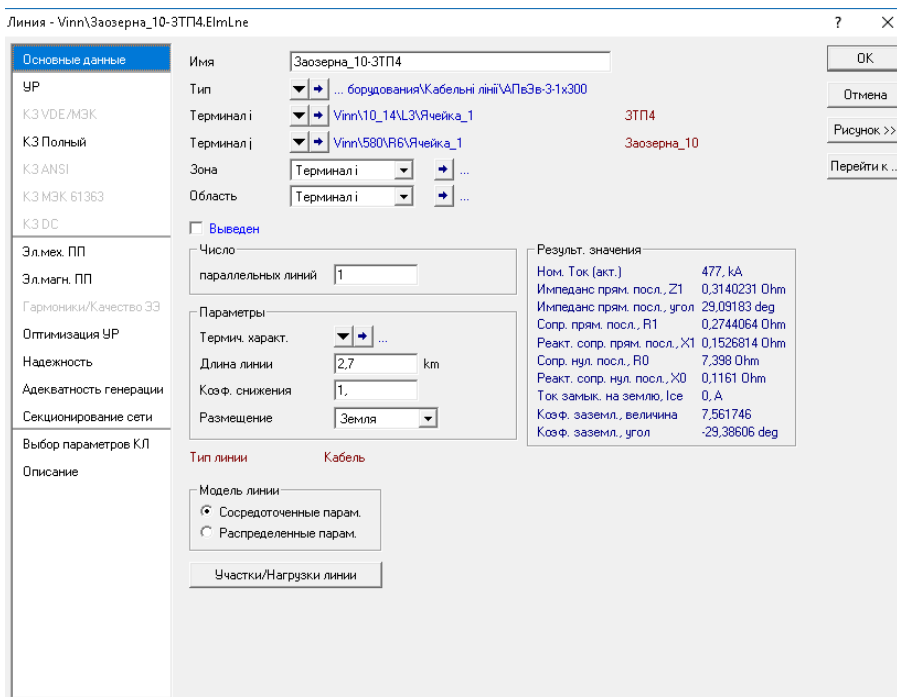 Линия - Vinn\Заозерна_10-ЗТП4.ElmLne ? ×
Основные данные
УР
КЗ VDE/МЭК
КЗ Полный
КЗ ANSI
КЗ МЭК 61363
КЗ DC
Эл.мех. ПП
Эл.магн. ПП
Гармоники/Качество ЭЭ
Оптимизация УР
Надежность
Адекватность генерации
Секционирование сети
Выбор параметров КЛ
Описание
Имя Заозерна_10-ЗТП4
Тип ... борудования\Кабельні лінії\АПвЭв-3-1х300
Терминал i Vinn\10_14\L3\Ячейка_1 ЗТП4
Терминал j Vinn\580\R6\Ячейка_1 Заозерна_10
Зона Терминал i ...
Область Терминал i ...
Выведен
Число
параллельных линий 1
Параметры
Термич. характ. ...
Длина линии 2,7 km
Коэф. снижения 1,
Размещение Земля
Тип линии Кабель
Модель линии
Сосредоточенные парам.
Распределенные парам.
Участки/Нагрузки линии
Результ. значения
Ном. Ток (акт.) 477, kA
Импеданс прям. посл., Z1 0,3140231 Ohm
Импеданс прям. посл., угол 29,09183 deg
Сопр. прям. посл., R1 0,2744064 Ohm
Реакт. сопр. прям. посл., X1 0,1526814 Ohm
Сопр. нул. посл., R0 7,398 Ohm
Реакт. сопр. нул. посл., X0 0,1161 Ohm
Ток замык. на землю, Ice 0, A
Коэф. заземл., величина 7,561746
Коэф. заземл., угол -29,38606 deg
OK
Отмена
Рисунок >>
Перейти к ..